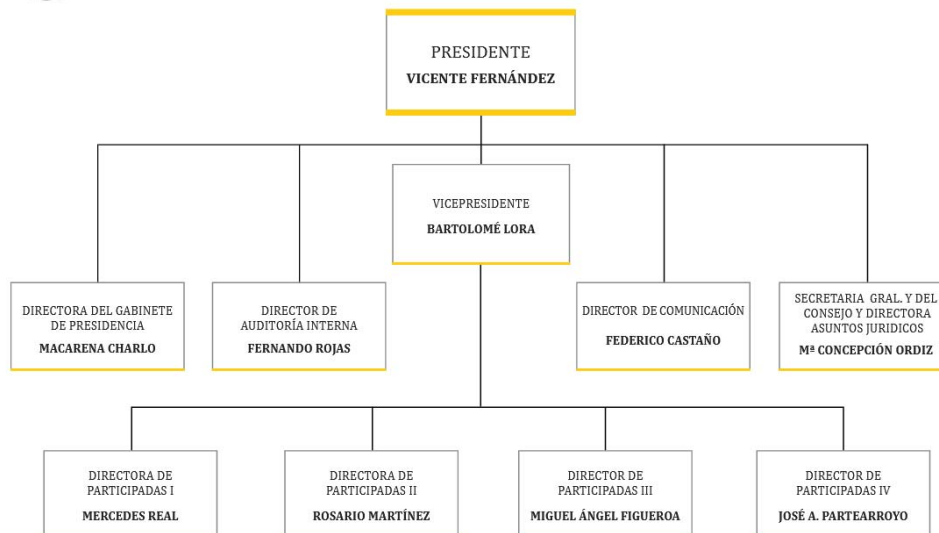 PRESIDENTE
VICENTE FERNÁNDEZ
VICEPRESIDENTE
BARTOLOMÉ LORA
DIRECTORA DEL GABINETE
DE PRESIDENCIA
MACARENA CHARLO
DIRECTOR DE
AUDITORÍA INTERNA
FERNANDO ROJAS
DIRECTOR DE COMUNICACIÓN
FEDERICO CASTAÑO
SECRETARIA GRAL. Y DEL
CONSEJO Y DIRECTORA
ASUNTOS JURIDICOS
Mª CONCEPCIÓN ORDIZ
DIRECTORA DE
PARTICIPADAS I
MERCEDES REAL
DIRECTORA DE
PARTICIPADAS II
ROSARIO MARTÍNEZ
DIRECTOR DE
PARTICIPADAS III
MIGUEL ÁNGEL FIGUEROA
DIRECTOR DE
PARTICIPADAS IV
JOSÉ A. PARTEARROYO